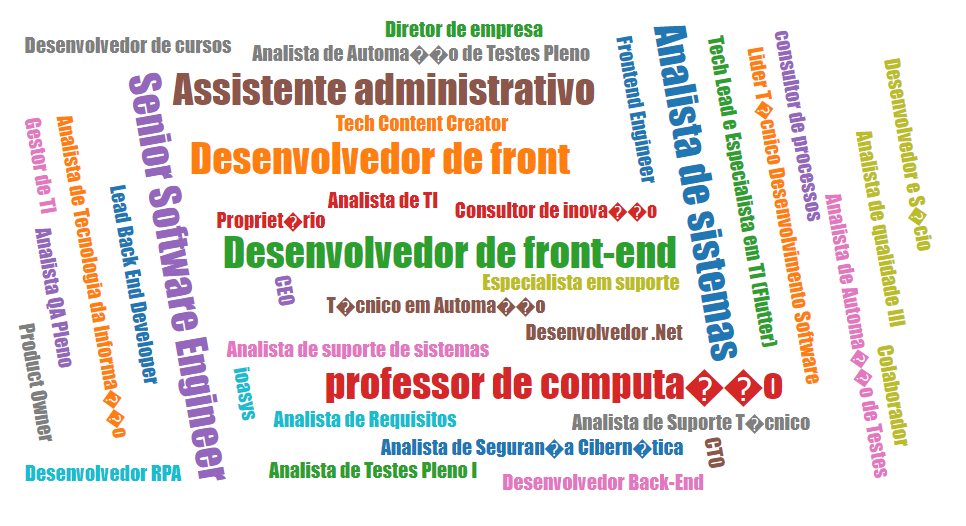 Diretor de empresa
Desenvolvedor de cursos
Analista de Automa��o de Testes Pleno
Assistente administrativo
Tech Content Creator
Desenvolvedor de front
Analista de TI
Propriet�rio
Consultor de inova��o
Desenvolvedor de front-end
CEO
Especialista em suporte
T�cnico em Automa��o
Desenvolvedor .Net
Analista de suporte de sistemas
ioasys
professor de computa��o
Analista de Requisitos
Analista de Suporte T�cnico
Analista de Seguran�a Cibern�tica
CTO
Analista de Testes Pleno I
Desenvolvedor RPA
Desenvolvedor Back-End
Gestor de TI
Analista QA Pleno
Product Owner
Analista de Tecnologia da Informa��o
Lead Back End Developer
Senior Software Engineer
Frontend Engineer
Analista de sistemas
Tech Lead e Especialista em TI (Flutter)
Lider T�cnico Desenvolvimento Software
consultor de processos
Analista de Automa��o de Testes
Analista de qualidade III
Colaborador
Desenvolvedor e S�cio